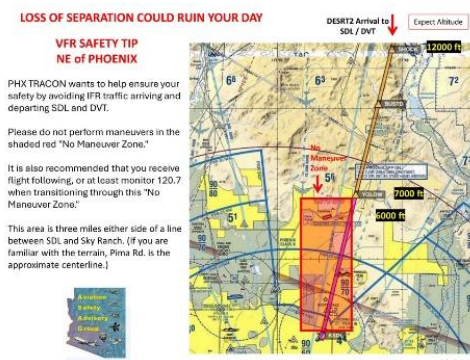 LOSS OF SEPARATION COULD RUIN YOUR DAY
VFR SAFETY TIP
NE of PHOENIX
PHX TRACON wants to help ensure your
safety by avoiding IFR traffic arriving and
departing SDL and DVT.
Please do not perform maneuvers in the
shaded red "No Maneuver Zone."
It is also recommended that you receive
flight following, or at least monitor 120.7
when transitioning through this "No
Maneuver Zone."
This area is three miles either side of a line
between SDL and Sky Ranch. (If you are
familiar with the terrain, Pima Rd. is the
approximate centerline.)
Aviation
Safety
Advisory
Group
DESRT2 Arrival to
SDL / DVT
Expect Altitude
12000 ft
No
Maneuver
Zone
7000 ft
6000 ft